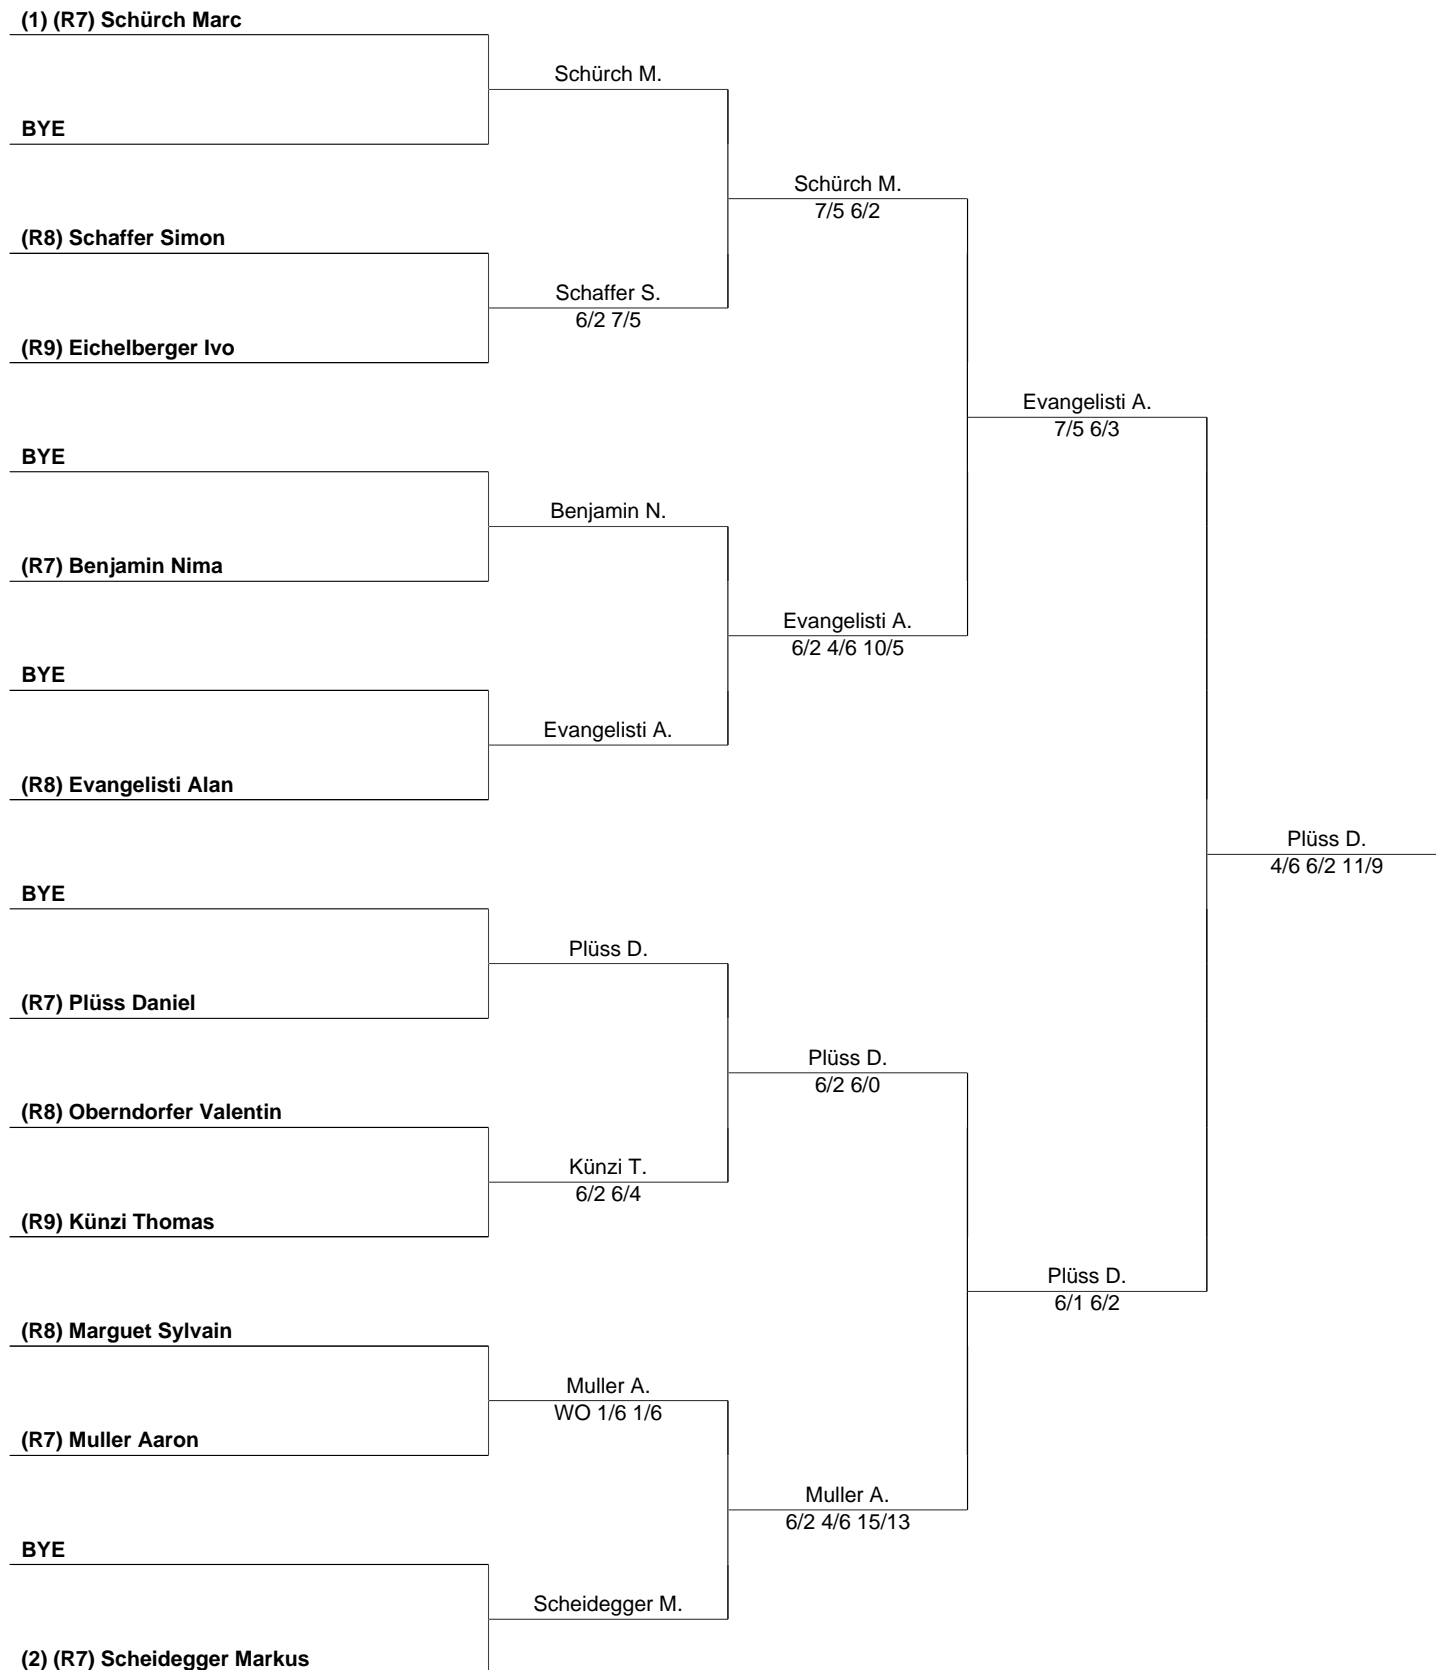 (1) (R7) Schürch Marc
Schürch M.
BYE
Schürch M.
7/5 6/2
(R8) Schaffer Simon
Schaffer S.
6/2 7/5
(R9) Eichelberger Ivo
Evangelisti A.
7/5 6/3
BYE
Benjamin N.
(R7) Benjamin Nima
Evangelisti A.
6/2 4/6 10/5
BYE
Evangelisti A.
(R8) Evangelisti Alan
Plüss D.
4/6 6/2 11/9
BYE
Plüss D.
(R7) Plüss Daniel
Plüss D.
6/2 6/0
(R8) Oberndorfer Valentin
Künzi T.
6/2 6/4
(R9) Künzi Thomas
Plüss D.
6/1 6/2
(R8) Marguet Sylvain
Muller A.
WO 1/6 1/6
(R7) Muller Aaron
Muller A.
6/2 4/6 15/13
BYE
Scheidegger M.
(2) (R7) Scheidegger Markus